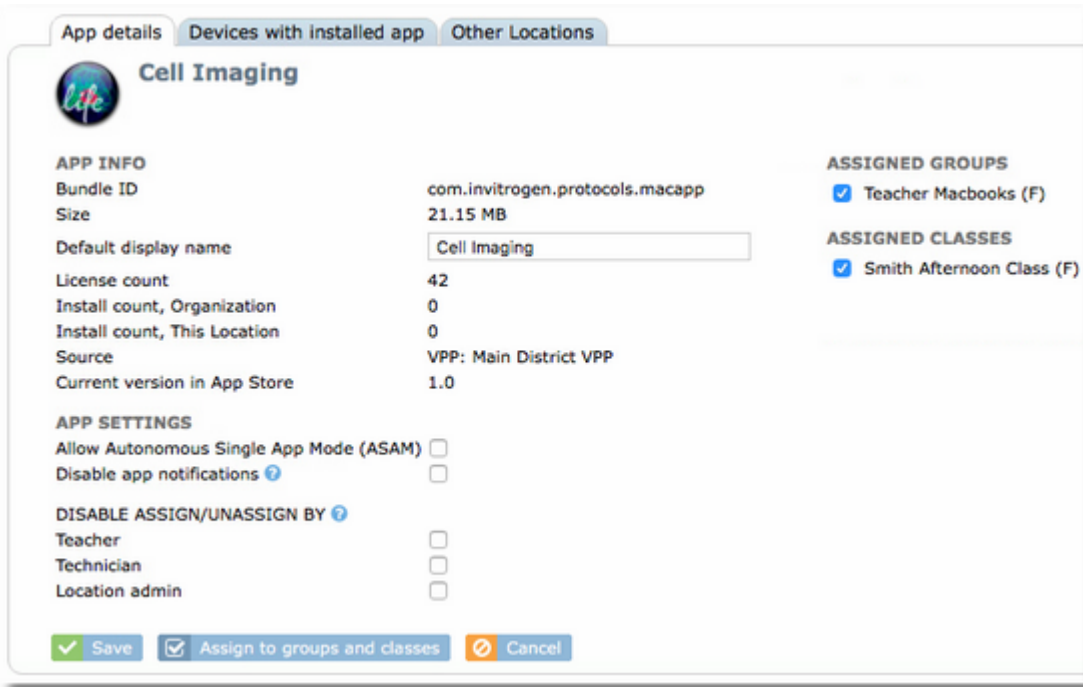 App details Devices with installed app Other Locations
life
Cell Imaging
APP INFO
Bundle ID com.invitrogen.protocols.macapp
Size 21.15 MB
Default display name Cell Imaging
License count 42
Install count, Organization 0
Install count, This Location 0
Source VPP: Main District VPP
Current version in App Store 1.0
APP SETTINGS
Allow Autonomous Single App Mode (ASAM)
Disable app notifications ?
DISABLE ASSIGN/UNASSIGN BY ?
Teacher
Technician
Location admin
Save Assign to groups and classes Cancel
ASSIGNED GROUPS
Teacher Macbooks (F)
ASSIGNED CLASSES
Smith Afternoon Class (F)